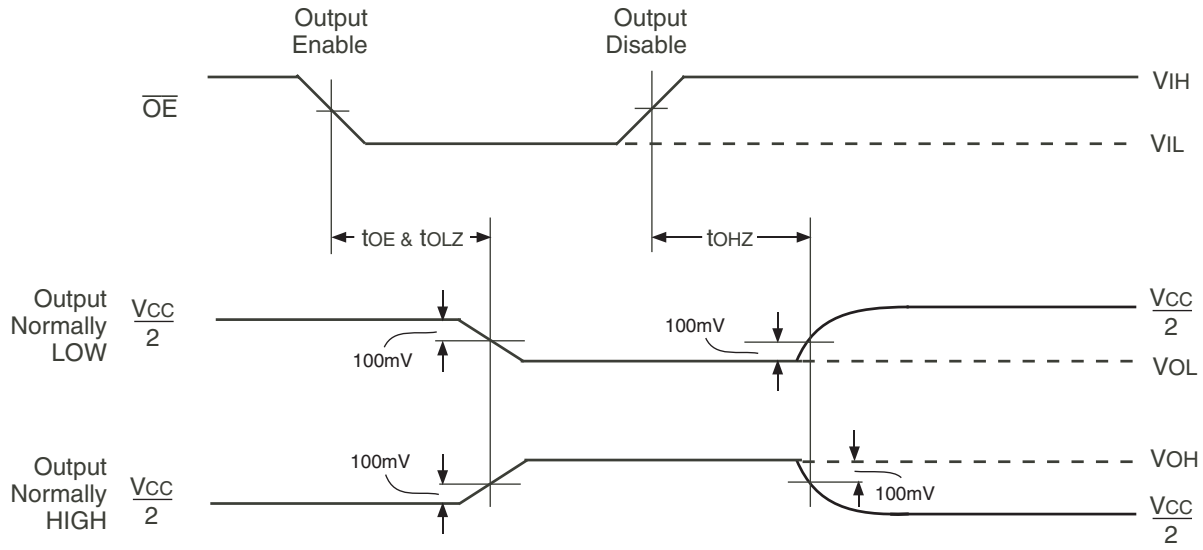 Output
Enable
Output
Disable
OE
VIH
VIL
tOE & tOLZ
tOHZ
Output
Normally
LOW
VCC
2
100mV
100mV
VCC
2
VOL
Output
Normally
HIGH
VCC
2
100mV
VOH
100mV
VCC
2